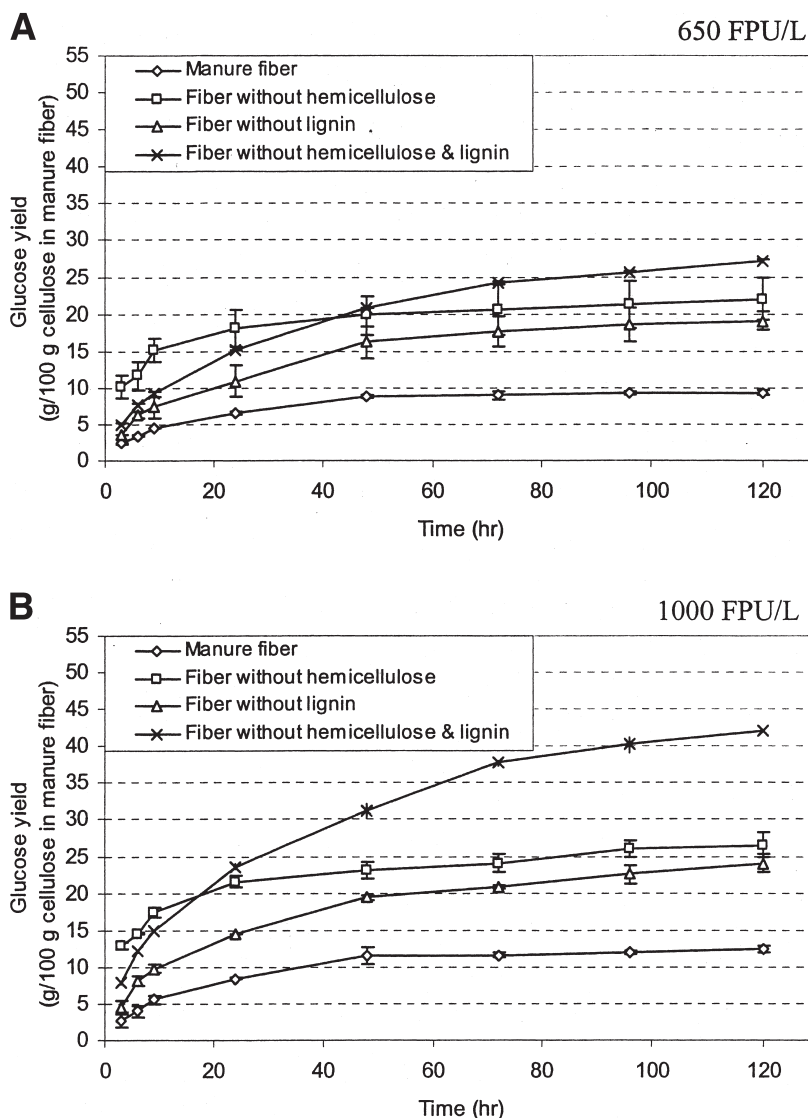 A
650 FPU/L
55
50
45
40
35
30
25
20
15
10
5
0
Glucose yield
(g/100 g cellulose in manure fiber)
Manure fiber
Fiber without hemicellulose
Fiber without lignin
Fiber without hemicellulose & lignin
0 20 40 60 80 100 120
Time (hr)
B
1000 FPU/L
55
50
45
40
35
30
25
20
15
10
5
0
Glucose yield
(g/100 g cellulose in manure fiber)
Manure fiber
Fiber without hemicellulose
Fiber without lignin
Fiber without hemicellulose & lignin
0 20 40 60 80 100 120
Time (hr)